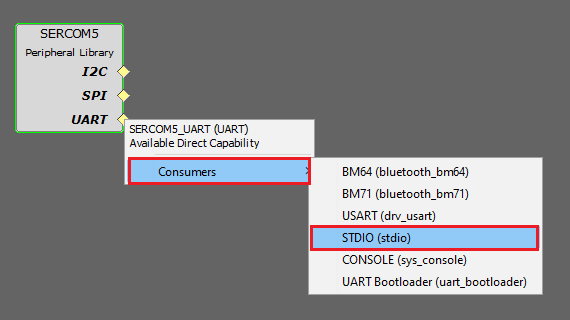 SERCOM5
Peripheral Library
I2C
SPI
UART
SERCOM5_UART (UART)
Available Direct Capability
Consumers
BM64 (bluetooth_bm64)
BM71 (bluetooth_bm71)
USART (drv_usart)
STDIO (stdio)
CONSOLE (sys_console)
UART Bootloader (uart_bootloader)